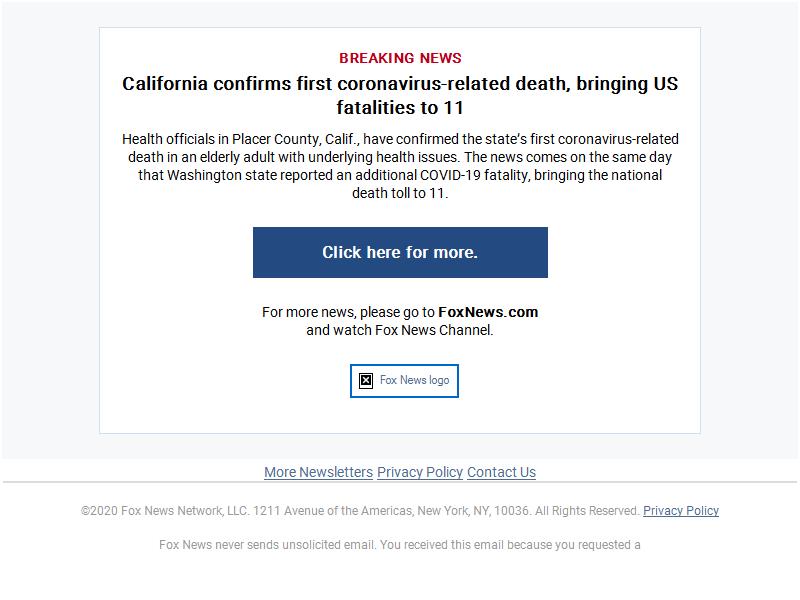 BREAKING NEWS
California confirms first coronavirus-related death, bringing US
fatalities to 11
Health officials in Placer County, Calif., have confirmed the state’s first coronavirus-related
death in an elderly adult with underlying health issues. The news comes on the same day
that Washington state reported an additional COVID-19 fatality, bringing the national
death toll to 11.
Click here for more.
For more news, please go to FoxNews.com
and watch Fox News Channel.
Fox News logo
More Newsletters Privacy Policy Contact Us
©2020 Fox News Network, LLC. 1211 Avenue of the Americas, New York, NY, 10036. All Rights Reserved. Privacy Policy
Fox News never sends unsolicited email. You received this email because you requested a